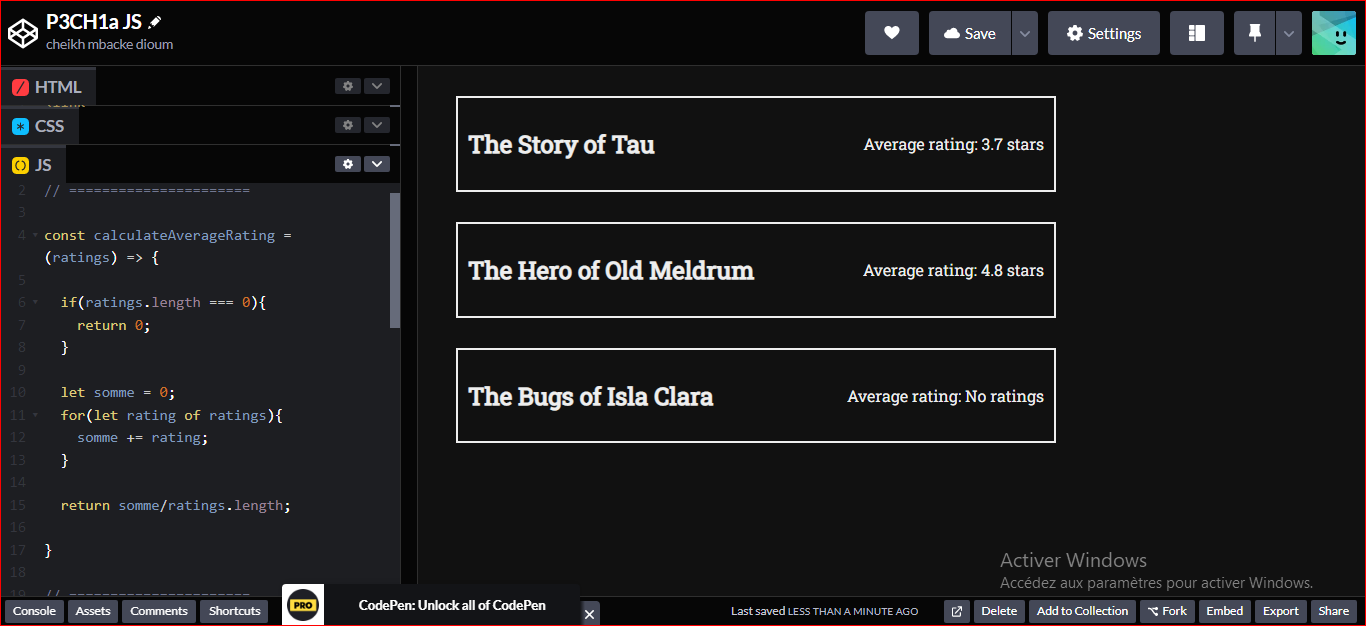 P3CH1a JS
cheikh mbacke dioum
Save
Settings
HTML
CSS
JS
2 // ======================
3
4 const calculateAverageRating =
(ratings) => {
5
6 if(ratings.length === 0){
7 return 0;
8 }
9
10 let somme = 0;
11 for(let rating of ratings){
12 somme += rating;
13 }
14
15 return somme/ratings.length;
16
17 }
18
19 // ======================
The Story of Tau
Average rating: 3.7 stars
The Hero of Old Meldrum
Average rating: 4.8 stars
The Bugs of Isla Clara
Average rating: No ratings
Activer Windows
Accédez aux paramètres pour activer Windows.
Console
Assets
Comments
Shortcuts
PRO
CodePen: Unlock all of CodePen
Last saved LESS THAN A MINUTE AGO
Delete
Add to Collection
Fork
Embed
Export
Share